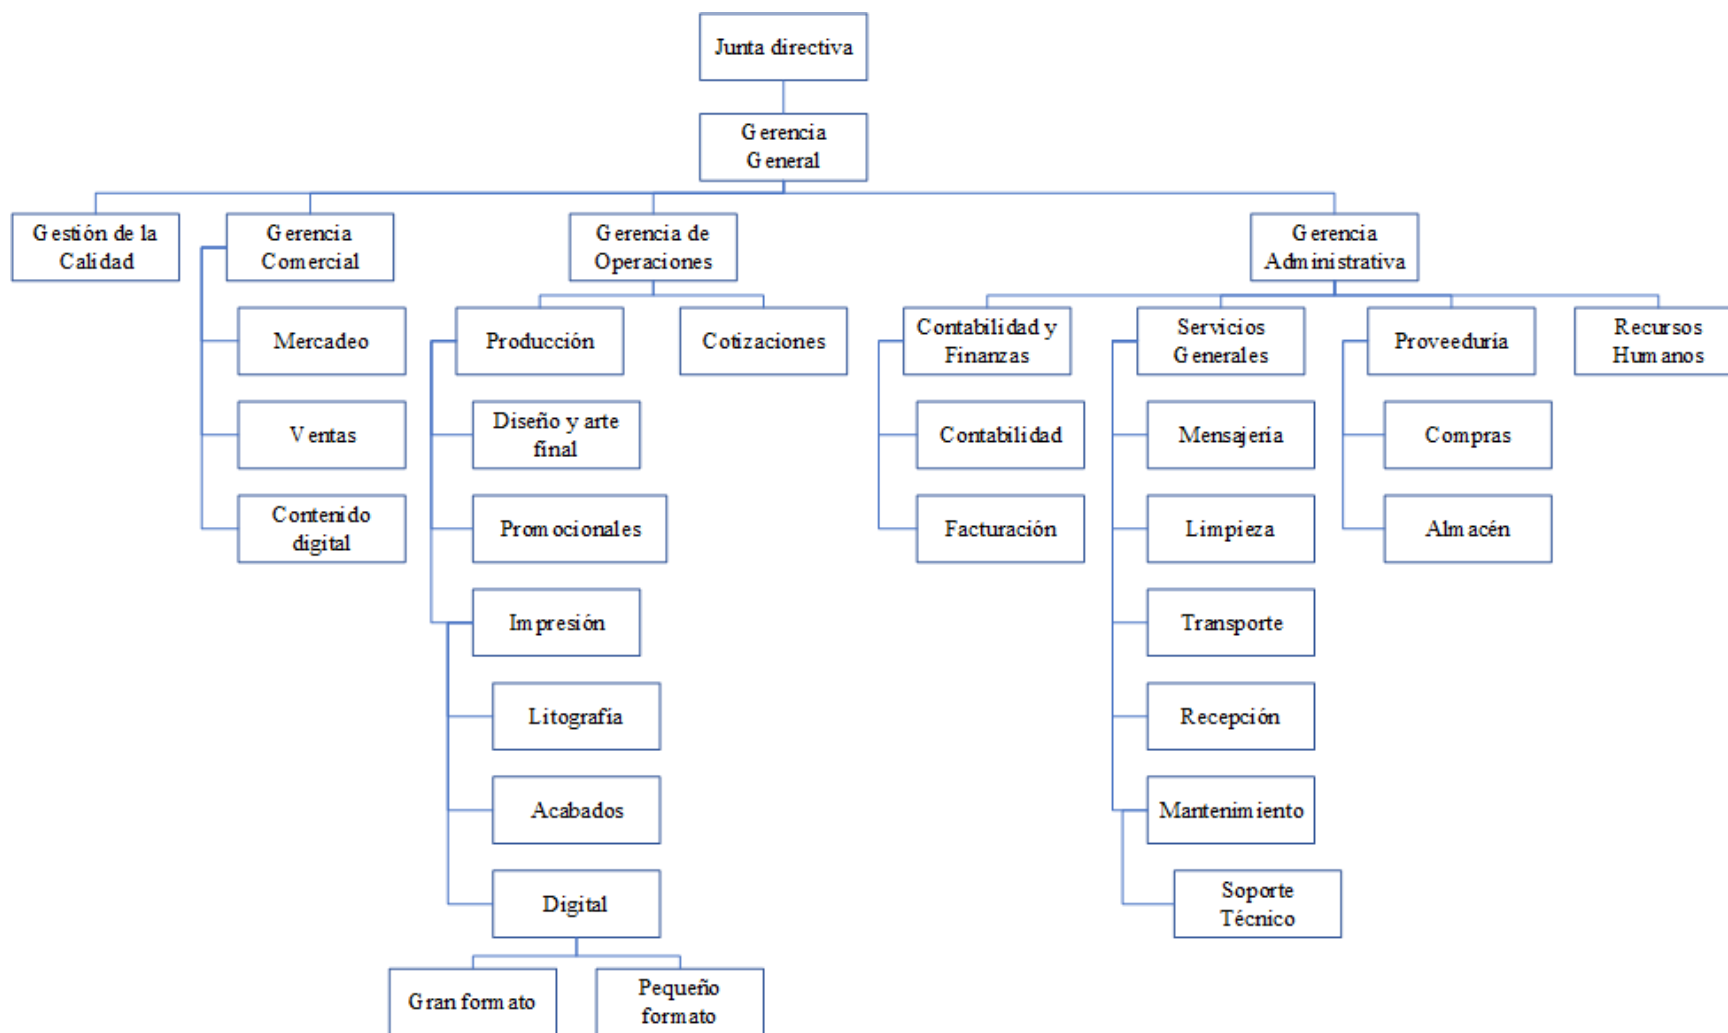 Junta directiva
Gerencia
General
Gestión de la
Calidad
Gerencia
Comercial
Gerencia de
Operaciones
Gerencia
Administrativa
Mercadeo
Ventas
Contenido
digital
Producción
Cotizaciones
Diseño y arte
final
Promocionales
Impresión
Litografía
Acabados
Digital
Gran formato
Pequeño
formato
Contabilidad y
Finanzas
Contabilidad
Facturación
Servicios
Generales
Mensajería
Limpieza
Transporte
Recepción
Mantenimiento
Soporte
Técnico
Proveeduría
Compras
Almacén
Recursos
Humanos